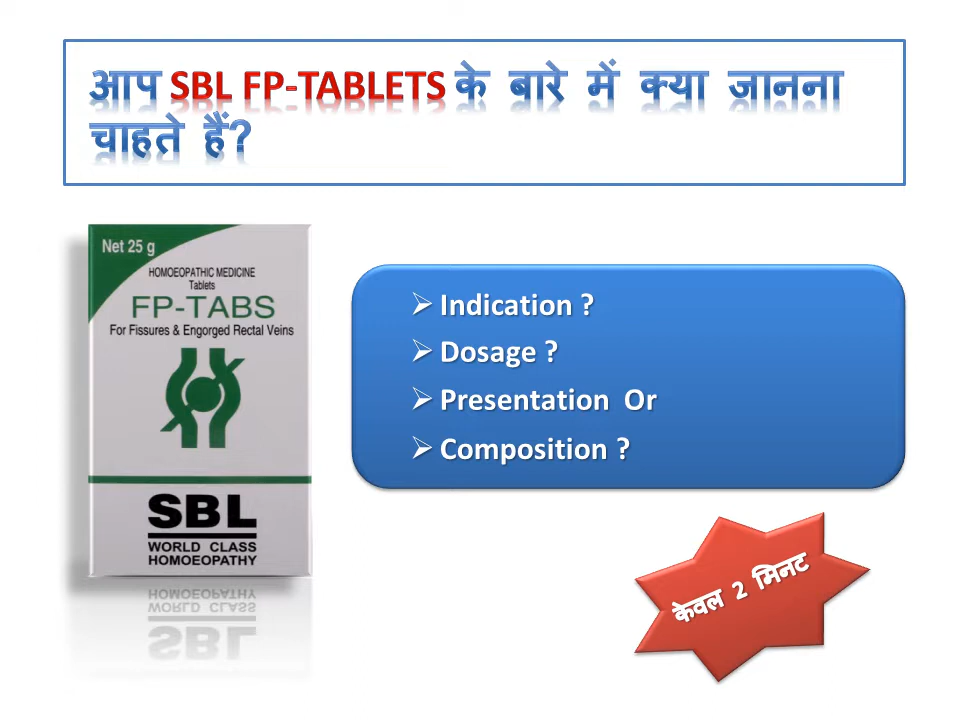 आप SBL FP-TABLETS के बारे में क्या जानना
चाहते हैं?
Net 25 g
HOMOEOPATHIC MEDICINE
Tablets
FP-TABS
For Fissures & Engorged Rectal Veins
SBL
WORLD CLASS
HOMOEOPATHY
➢ Indication ?
➢ Dosage ?
➢ Presentation Or
➢ Composition ?
केवल 2 मिनट